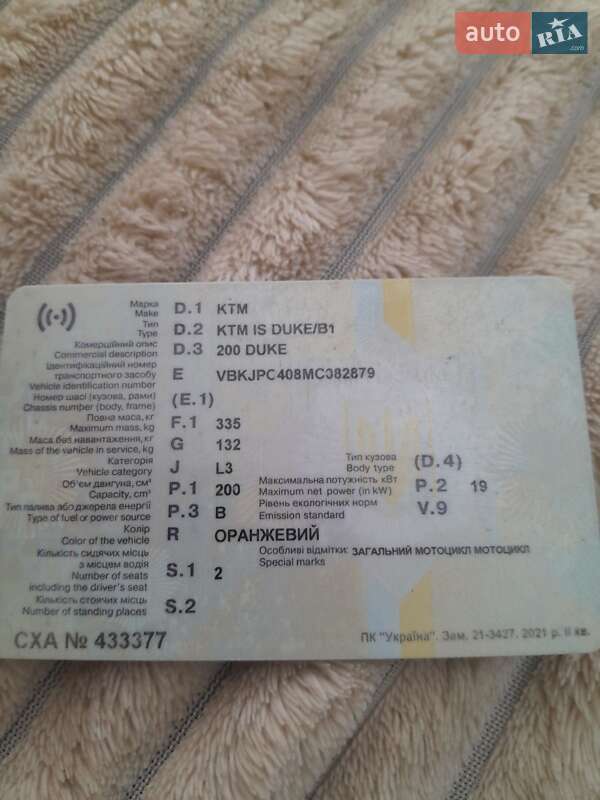 auto RIA .com
Марка
Make D.1 KTM
Тип
Type D.2 KTM IS DUKE/B1
Комерційний опис
Commercial description D.3 200 DUKE
Ідентифікаційний номер
транспортного засобу
Vehicle identification number E VBKJPC408MC382879
Номер шасі (кузова, рами)
Chassis number (body, frame) (E.1)
Повна маса, кг
Maximum mass, kg F.1 335
Маса без навантаження, кг
Mass of the vehicle in service, kg G 132
Категорія
Vehicle category J L3
Тип кузова
Body type (D.4)
Об'єм двигуна, см³
Capacity, cm³ P.1 200
Максимальна потужність кВт
Maximum net power (in kW) P.2 19
Тип палива або джерела енергії
Type of fuel or power source P.3 B
Рівень екологічних норм
Emission standard V.9
Колір
Color of the vehicle R ОРАНЖЕВИЙ
Кількість сидячих місць
з місцем водія
Number of seats
including the driver's seat S.1 2
Особливі відмітки: ЗАГАЛЬНИЙ МОТОЦИКЛ МОТОЦИКЛ
Special marks
Кількість стоячих місць
Number of standing places S.2
СХА № 433377
ПК "Україна". Зам. 21-3427. 2021 р. II кв.